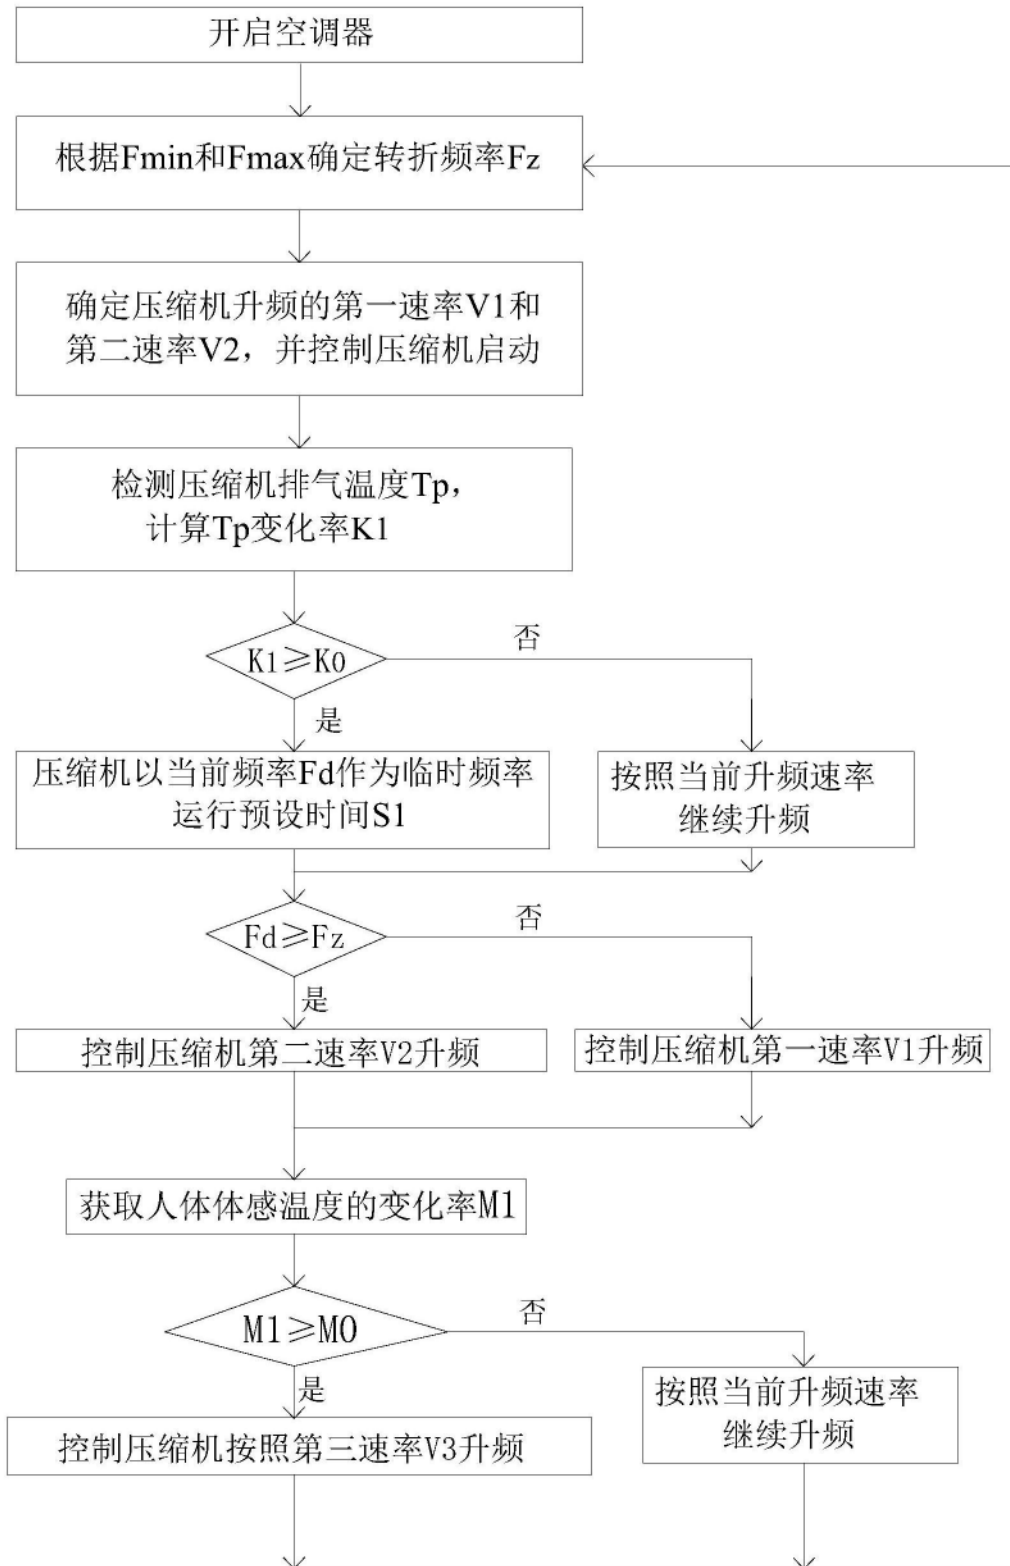 开启空调器
根据Fmin和Fmax确定转折频率Fz
确定压缩机升频的第一速率V1和
第二速率V2，并控制压缩机启动
检测压缩机排气温度Tp，
计算Tp变化率K1
K1≥K0
否
是
压缩机以当前频率Fd作为临时频率
运行预设时间S1
按照当前升频速率
继续升频
Fd≥Fz
否
是
控制压缩机第二速率V2升频
控制压缩机第一速率V1升频
获取人体体感温度的变化率M1
M1≥M0
否
是
按照当前升频速率
继续升频
控制压缩机按照第三速率V3升频